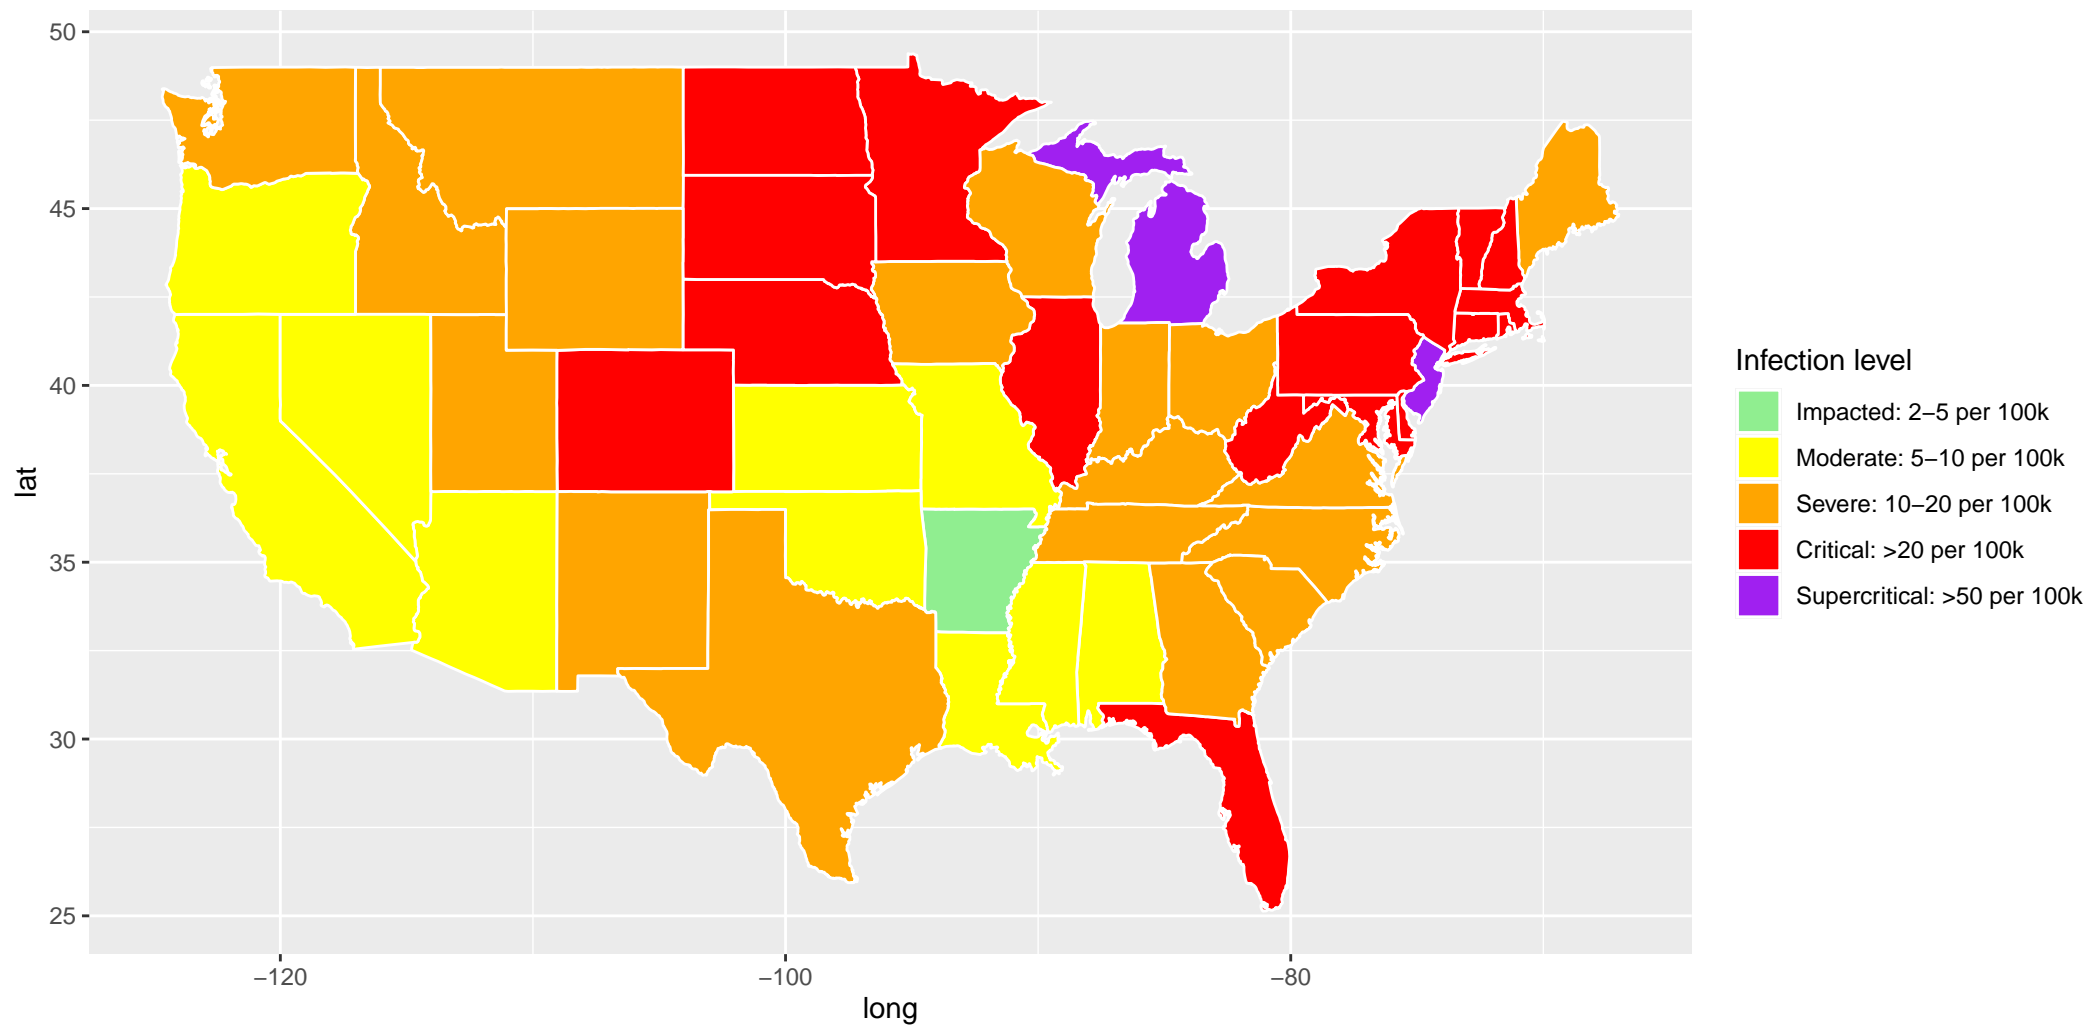 50
45
40
35
30
25
lat
−120
−100
−80
long
Infection level
Impacted: 2−5 per 100k
Moderate: 5−10 per 100k
Severe: 10−20 per 100k
Critical: >20 per 100k
Supercritical: >50 per 100k